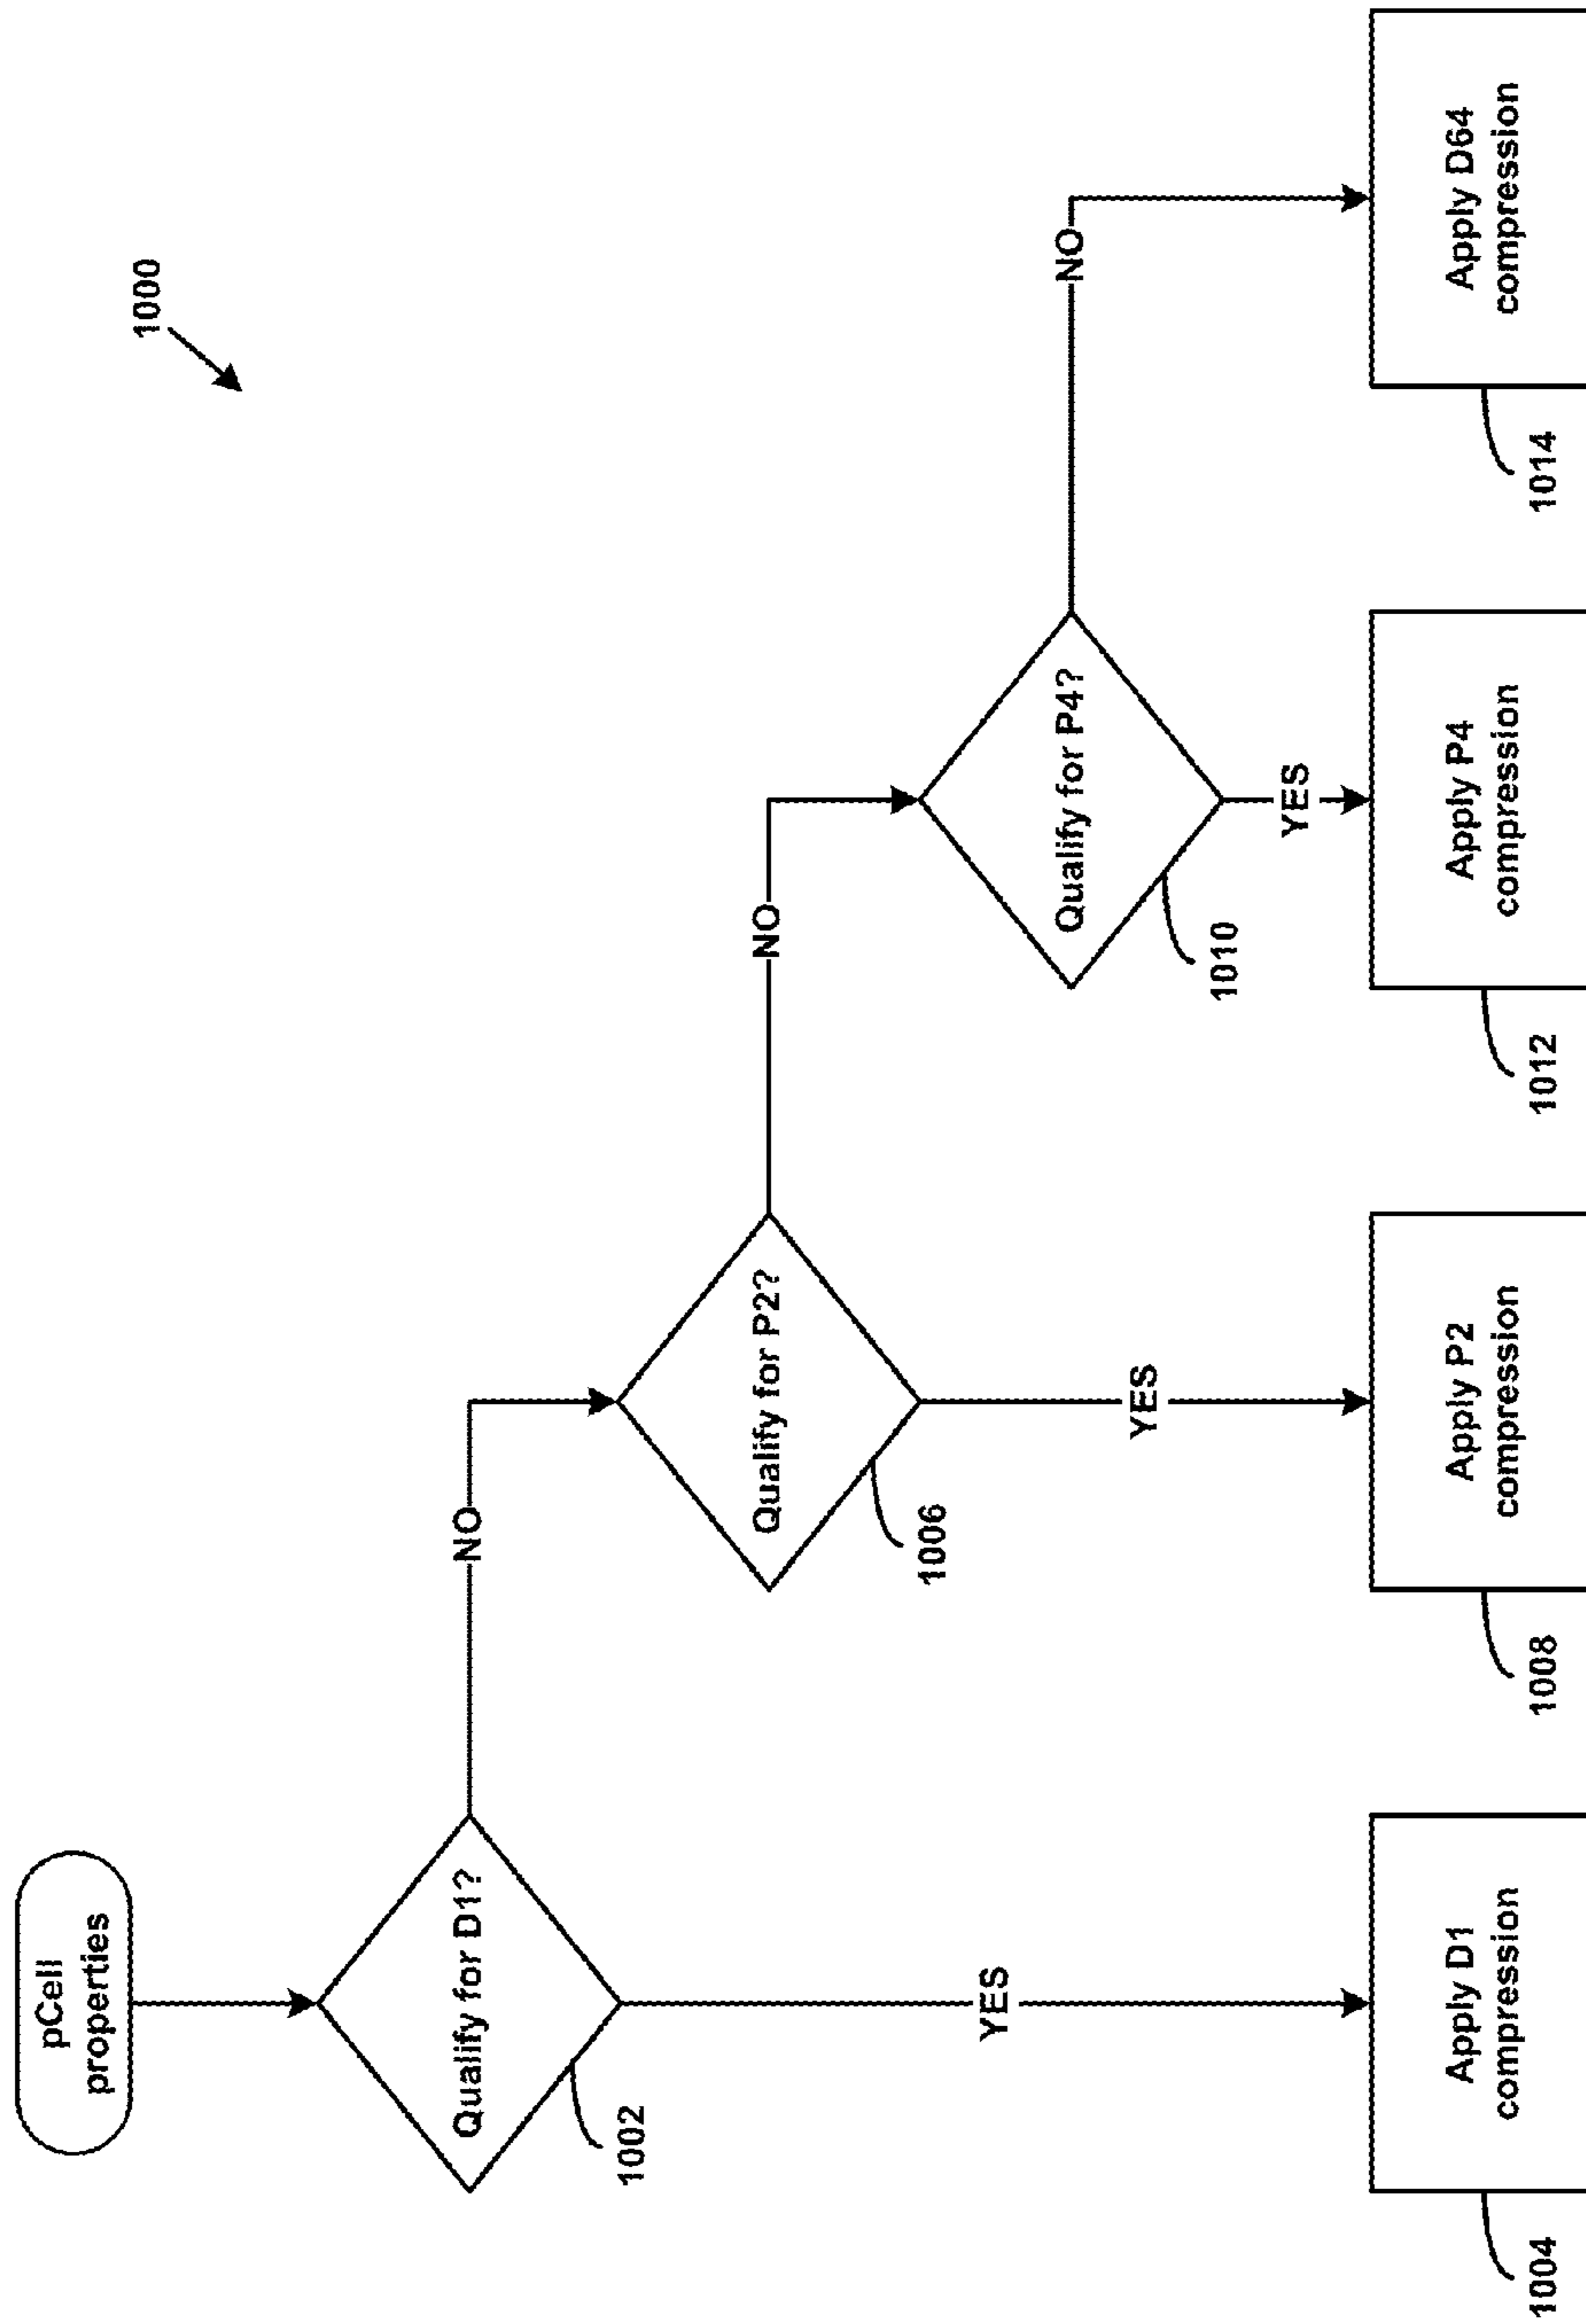 1000
pCell
properties
Qualify for D1?
1002
NO
YES
Qualify for P2?
1006
NO
YES
Qualify for P4?
1010
NO
YES
1004
Apply D1
compression
1008
Apply P2
compression
1012
Apply P4
compression
1014
Apply D64
compression